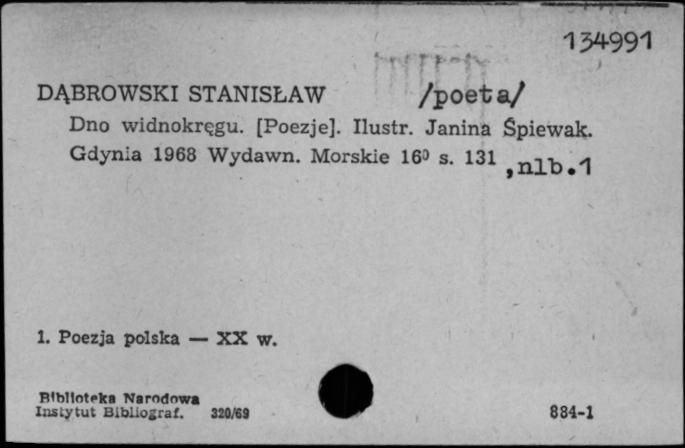 134991
DĄBROWSKI STANISŁAW /poeta/
Dno widnokręgu. [Poezje]. Ilustr. Janina Śpiewak.
Gdynia 1968 Wydawn. Morskie 16⁰ s. 131 ,nlb.1
1. Poezja polska — XX w.
Biblioteka Narodowa
Instytut Bibliograf. 320/69
884-1